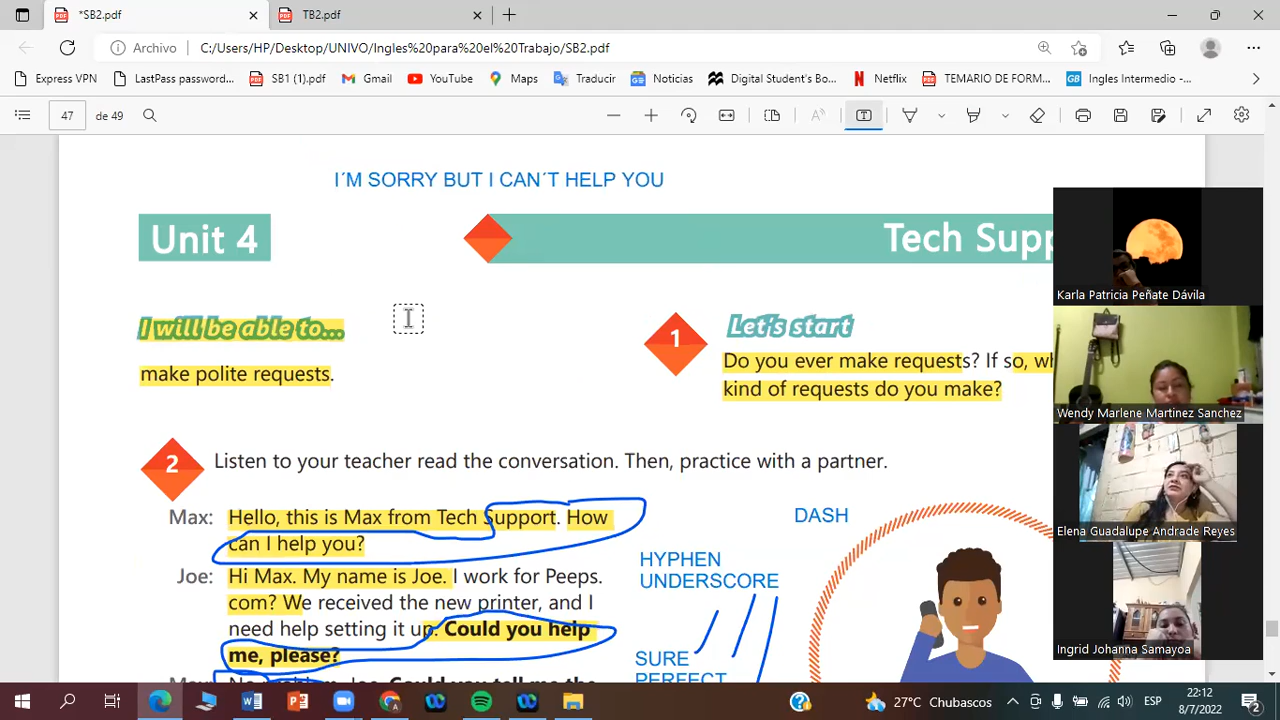 *SB2.pdf
TB2.pdf
Archivo
C:/Users/HP/Desktop/UNIVO/Ingles%20para%20el%20Trabajo/SB2.pdf
Express VPN
LastPass password...
SB1 (1).pdf
Gmail
YouTube
Maps
Traducir
Noticias
Digital Student's Bo...
Netflix
TEMARIO DE FORM...
Ingles Intermedio -...
47
de 49
I´M SORRY BUT I CAN´T HELP YOU
Unit 4
Tech Supp
I will be able to...
make polite requests.
1
Let's start
Do you ever make requests? If so, wh
kind of requests do you make?
2
Listen to your teacher read the conversation. Then, practice with a partner.
Max: Hello, this is Max from Tech Support. How
can I help you?
Joe: Hi Max. My name is Joe. I work for Peeps.
com? We received the new printer, and I
need help setting it up. Could you help
me, please?
DASH
HYPHEN
UNDERSCORE
SURE
PERFECT
Karla Patricia Peñate Dávila
Wendy Marlene Martinez Sanchez
Elena Guadalupe Andrade Reyes
Ingrid Johanna Samayoa
27°C Chubascos
ESP
22:12
8/7/2022
2